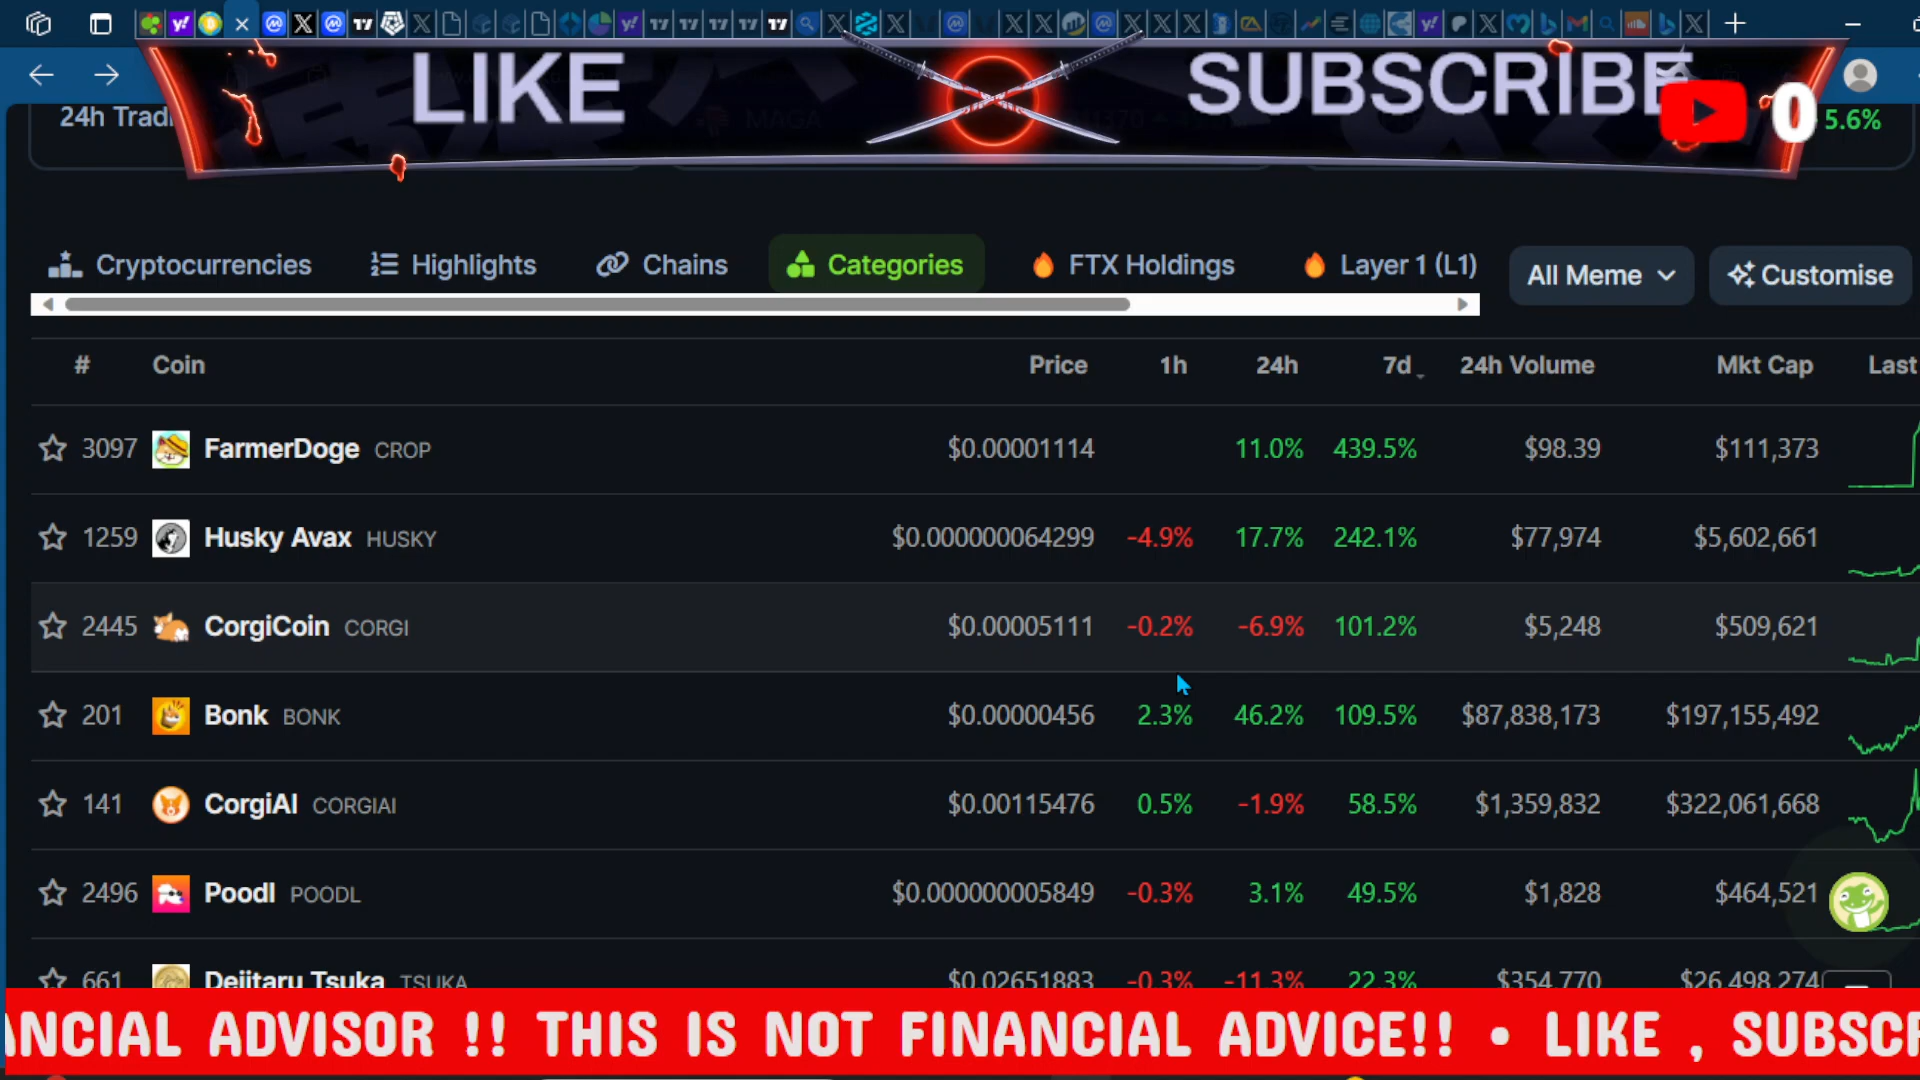 LIKE SUBSCRIBE 0
24h Tradi 5.6%
Cryptocurrencies Highlights Chains Categories FTX Holdings Layer 1 (L1) All Meme Customise
# Coin Price 1h 24h 7d 24h Volume Mkt Cap Last
3097 FarmerDoge CROP $0.00001114 11.0% 439.5% $98.39 $111,373
1259 Husky Avax HUSKY $0.000000064299 -4.9% 17.7% 242.1% $77,974 $5,602,661
2445 CorgiCoin CORGI $0.00005111 -0.2% -6.9% 101.2% $5,248 $509,621
201 Bonk BONK $0.00000456 2.3% 46.2% 109.5% $87,838,173 $197,155,492
141 CorgiAI CORGIAI $0.00115476 0.5% -1.9% 58.5% $1,359,832 $322,061,668
2496 Poodl POODL $0.000000005849 -0.3% 3.1% 49.5% $1,828 $464,521
661 Dejitaru Tsuka TSUKA $0.02651883 -0.3% -11.3% 22.3% $354,770 $26,498,274
ANCIAL ADVISOR !! THIS IS NOT FINANCIAL ADVICE!! • LIKE , SUBSCR